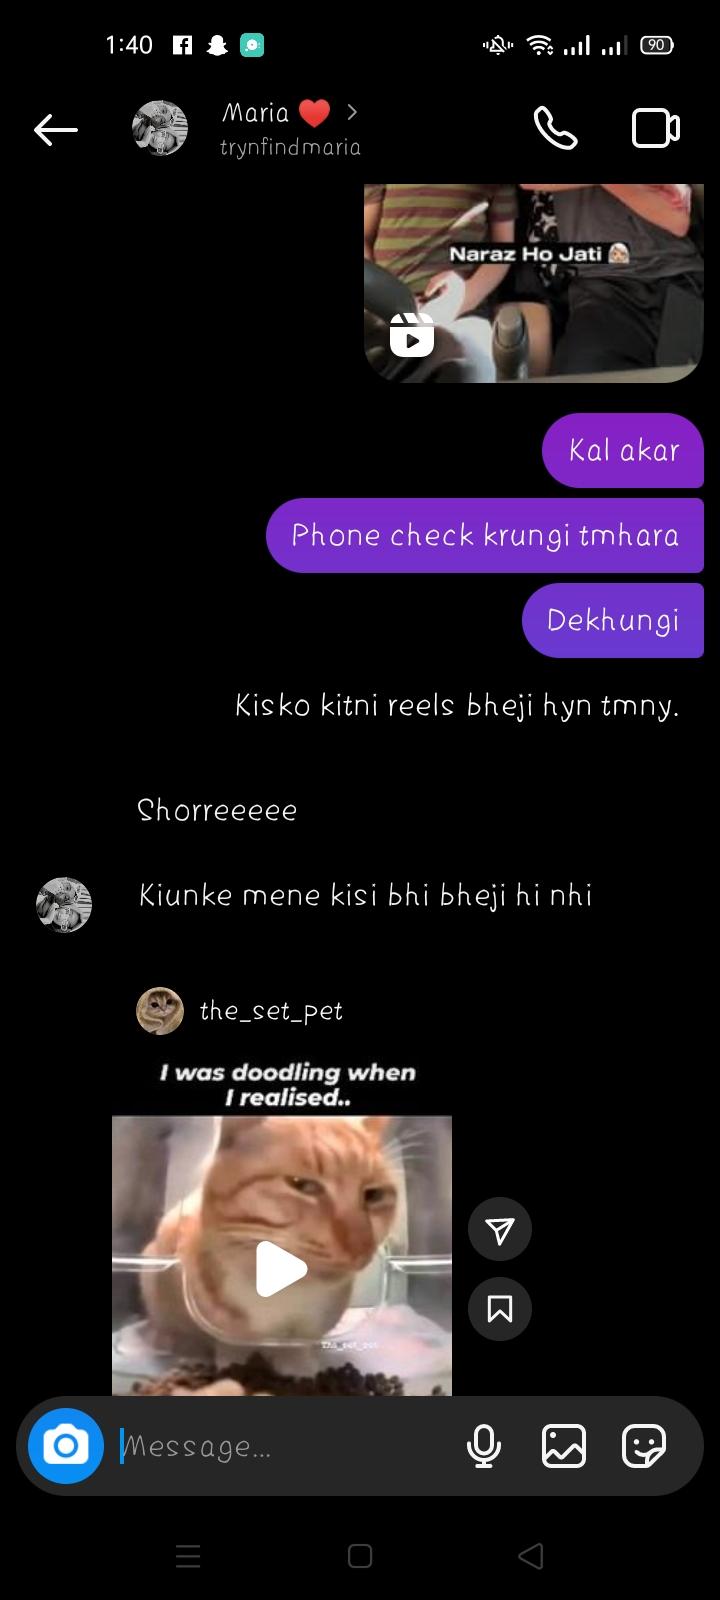 1:40
90
Maria ❤️ >
trynfindmaria
Naraz Ho Jati
Kal akar
Phone check krungi tmhara
Dekhungi
Kisko kitni reels bheji hyn tmny.
Shorreeeee
Kiunke mene kisi bhi bheji hi nhi
the_set_pet
I was doodling when
I realised..
The_set_pet
Message...